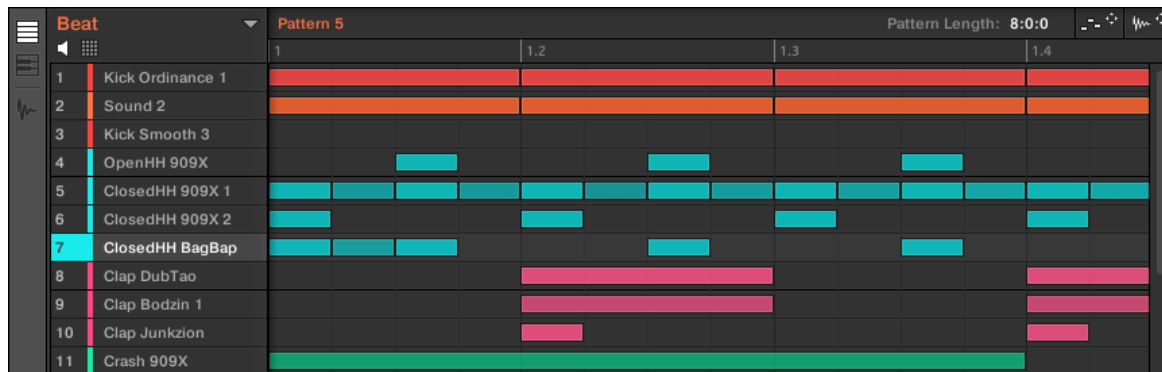 Beat
Pattern 5
Pattern Length: 8:0:0
1 1.2 1.3 1.4
1 Kick Ordinance 1
2 Sound 2
3 Kick Smooth 3
4 OpenHH 909X
5 ClosedHH 909X 1
6 ClosedHH 909X 2
7 ClosedHH BagBap
8 Clap DubTao
9 Clap Bodzin 1
10 Clap Junkzion
11 Crash 909X